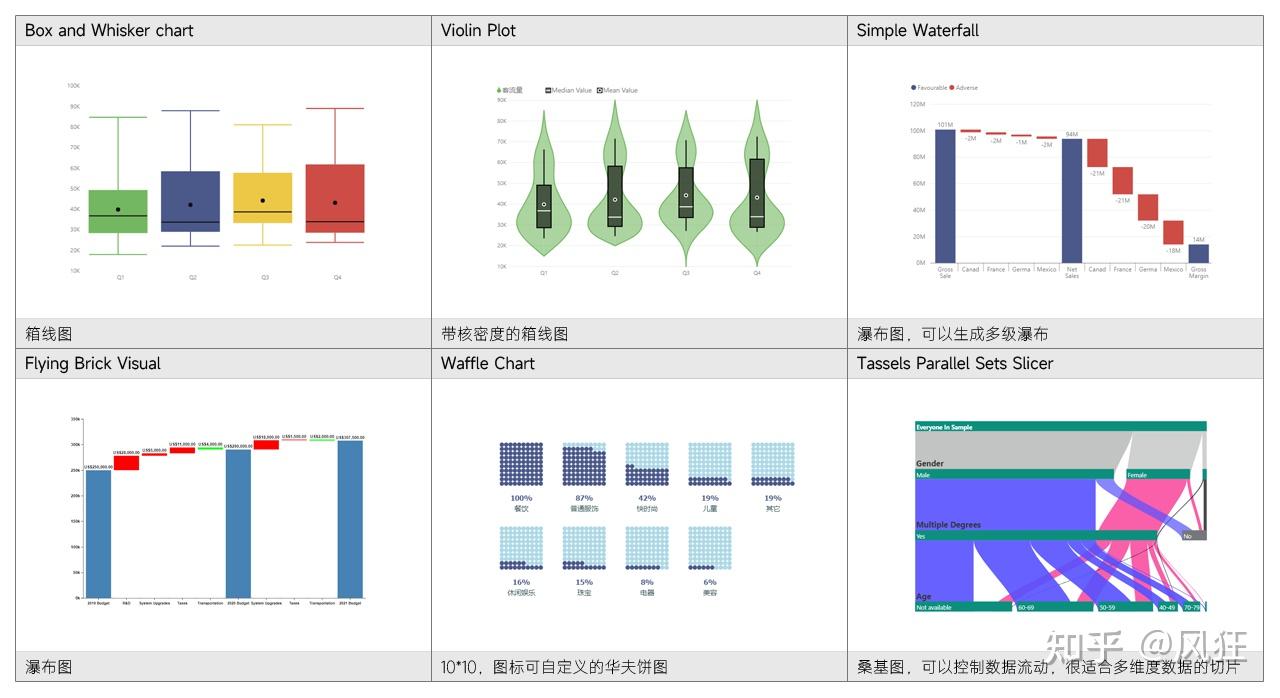 Box and Whisker chart
Violin Plot
Simple Waterfall
100K
90K
80K
70K
60K
50K
40K
30K
20K
10K
Q1
Q2
Q3
Q4
客流量
Median Value
Mean Value
90K
80K
70K
60K
50K
40K
30K
20K
10K
Q1
Q2
Q3
Q4
Favourable
Adverse
120M
100M
80M
60M
40M
20M
0M
101M
-2M
-2M
-1M
-2M
94M
-21M
-21M
-20M
-18M
14M
Gross Sale
Canad
France
Germa
Mexico
Net Sales
Canad
France
Germa
Mexico
Gross Margin
箱线图
带核密度的箱线图
瀑布图，可以生成多级瀑布
Flying Brick Visual
Waffle Chart
Tassels Parallel Sets Slicer
350k
300k
250k
200k
150k
100k
50k
0k
US$250,000.00
US$28,000.00
US$5,000.00
US$11,000.00
US$4,000.00
US$290,000.00
US$18,000.00
US$1,500.00
US$2,000.00
US$307,500.00
2019 Budget
R&D
System Upgrades
Taxes
Transportation
2020 Budget
System Upgrades
Taxes
Transportation
2021 Budget
100%
87%
42%
19%
19%
餐饮
普通服饰
快时尚
儿童
其它
16%
15%
8%
6%
休闲娱乐
珠宝
电器
美容
Everyone In Sample
Gender
Male
Female
Multiple Degrees
Yes
No
Age
Not available
60-69
50-59
40-49
70-79
瀑布图
10*10，图标可自定义的华夫饼图
桑基图，可以控制数据流动，很适合多维度数据的切片
知乎 @风狂